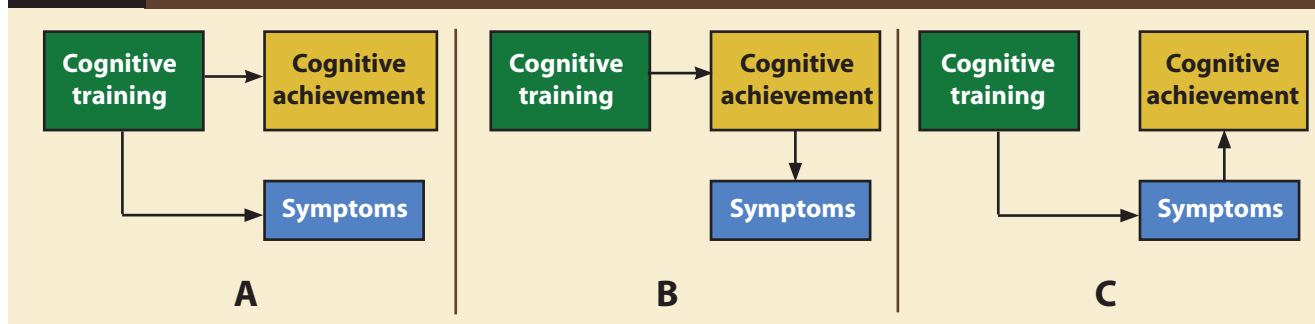 Cognitive
training
Cognitive
achievement
Symptoms
A
Cognitive
training
Cognitive
achievement
Symptoms
B
Cognitive
training
Cognitive
achievement
Symptoms
C